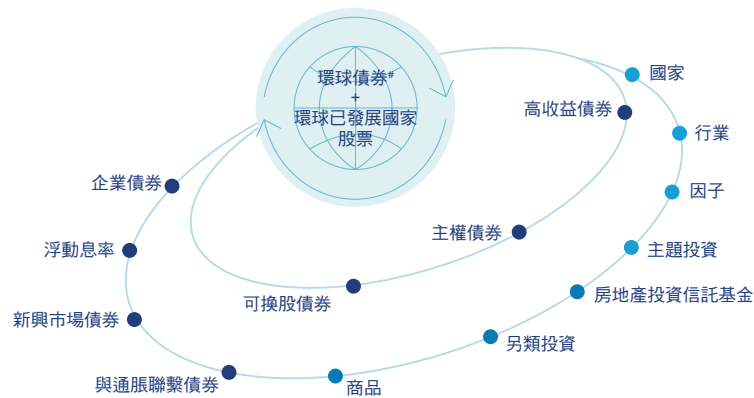 環球債券#
+
環球已發展國家
股票
國家
高收益債券
行業
企業債券
因子
主權債券
浮動息率
主題投資
可換股債券
房地產投資信託基金
新興市場債券
另類投資
與通脹聯繫債券
商品